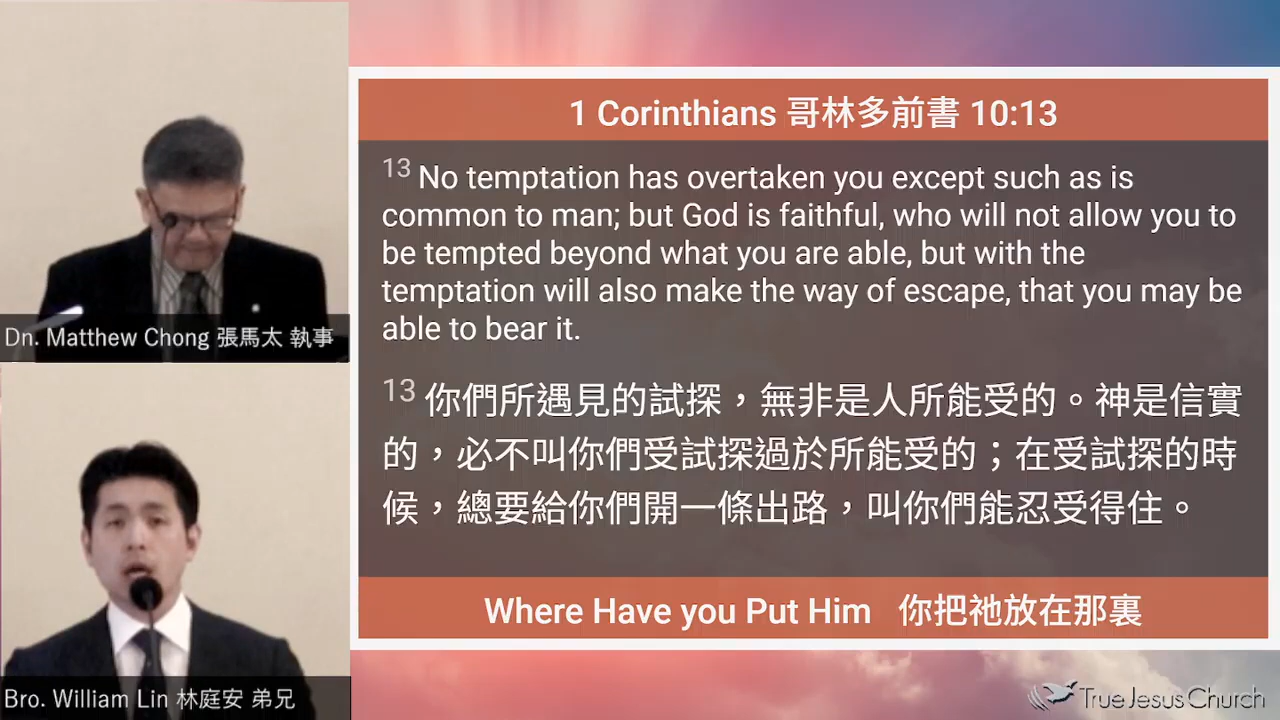 Dn. Matthew Chong 張馬太 執事
Bro. William Lin 林庭安 弟兄
1 Corinthians 哥林多前書 10:13
13 No temptation has overtaken you except such as is
common to man; but God is faithful, who will not allow you to
be tempted beyond what you are able, but with the
temptation will also make the way of escape, that you may be
able to bear it.
13 你們所遇見的試探，無非是人所能受的。神是信實
的，必不叫你們受試探過於所能受的；在受試探的時
候，總要給你們開一條出路，叫你們能忍受得住。
Where Have you Put Him 你把祂放在那裏
True Jesus Church